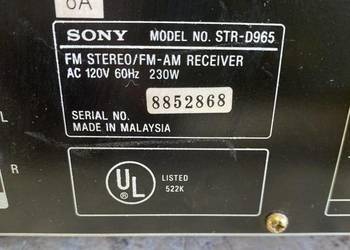 8A
SONY MODEL NO. STR-D965
FM STEREO/FM-AM RECEIVER
AC 120V 60Hz 230W
8852868
SERIAL NO.
MADE IN MALAYSIA
L
R
UL
LISTED
522K